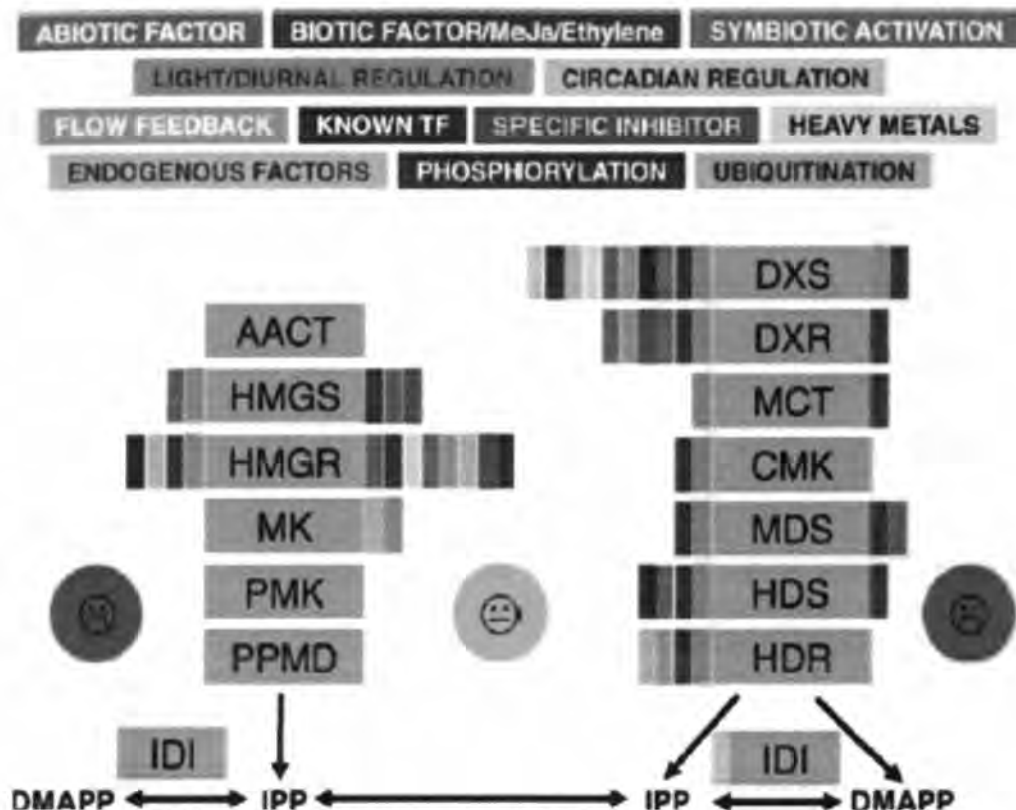 ABIOTIC FACTOR BIOTIC FACTOR/MeJa/Ethylene SYMBIOTIC ACTIVATION
LIGHT/DIURNAL REGULATION CIRCADIAN REGULATION
FLOW FEEDBACK KNOWN TF SPECIFIC INHIBITOR HEAVY METALS
ENDOGENOUS FACTORS PHOSPHORYLATION UBIQUITINATION
DXS
AACT DXR
HMGS MCT
HMGR CMK
MK MDS
PMK HDS
PPMD HDR
IDI IDI
DMAPP IPP IPP DMAPP